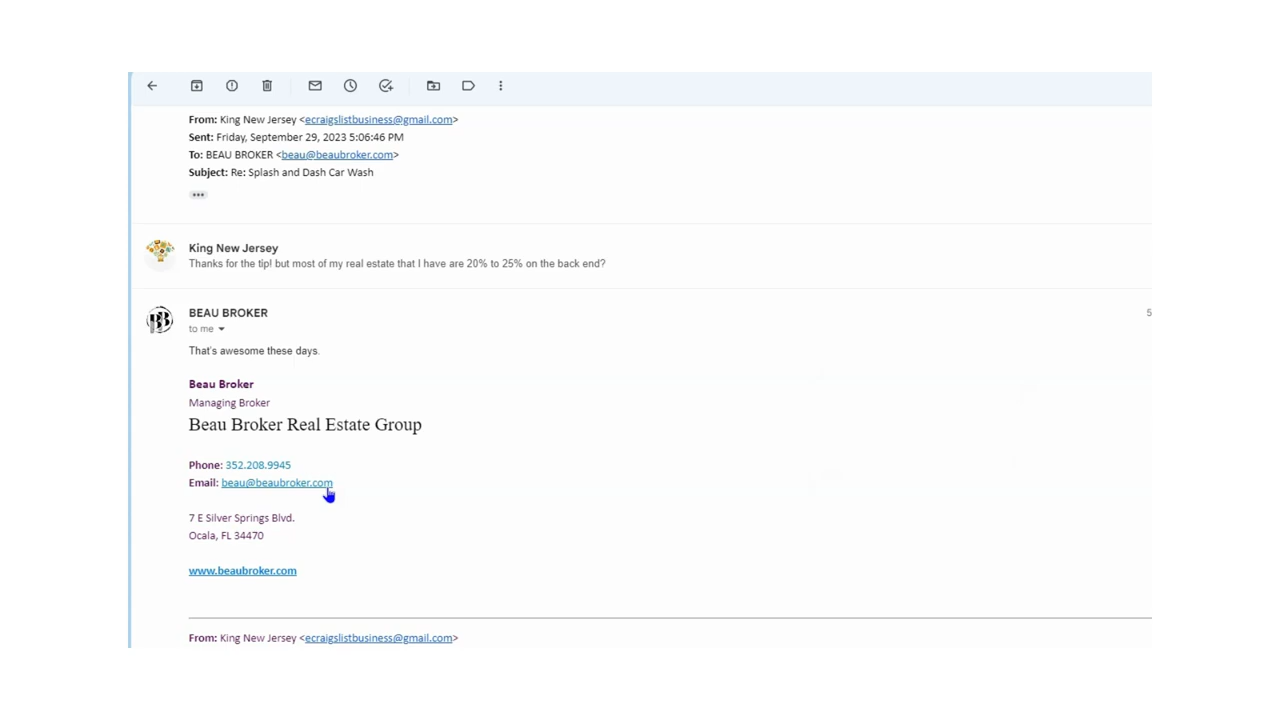 From: King New Jersey <ecraigslistbusiness@gmail.com>
Sent: Friday, September 29, 2023 5:06:46 PM
To: BEAU BROKER <beau@beaubroker.com>
Subject: Re: Splash and Dash Car Wash
•••
King New Jersey
Thanks for the tip! but most of my real estate that I have are 20% to 25% on the back end?
BB
BEAU BROKER
5
to me
That's awesome these days.
Beau Broker
Managing Broker
Beau Broker Real Estate Group
Phone: 352.208.9945
Email: beau@beaubroker.com
7 E Silver Springs Blvd.
Ocala, FL 34470
www.beaubroker.com
From: King New Jersey <ecraigslistbusiness@gmail.com>